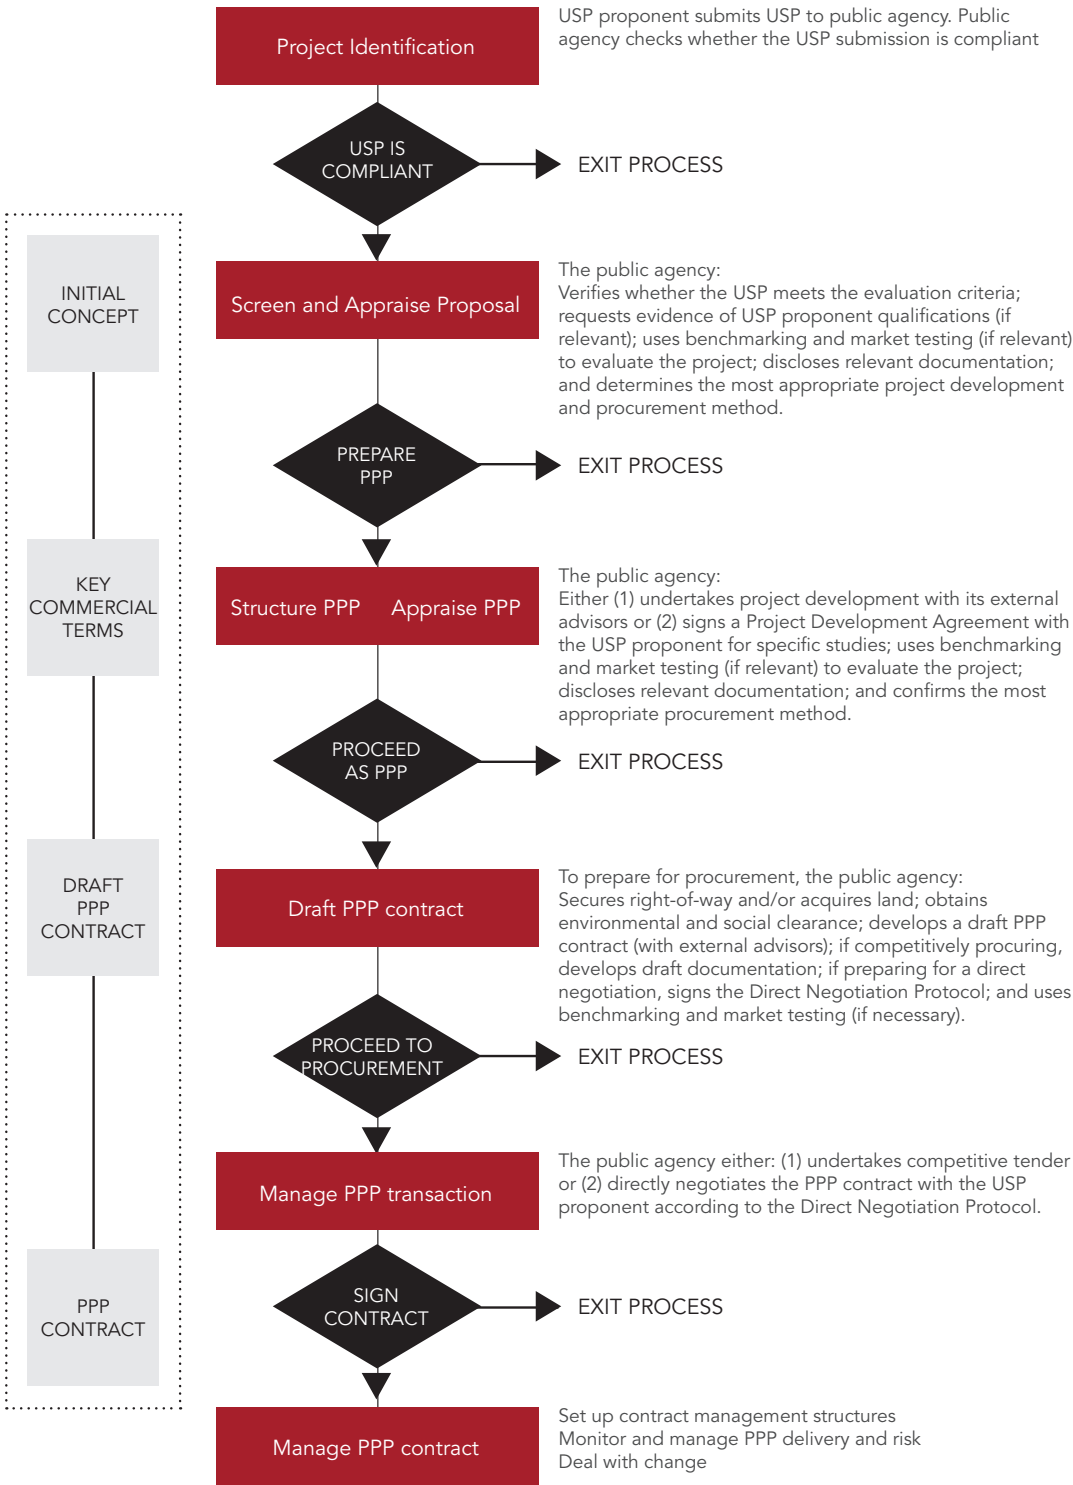 Project Identification
USP proponent submits USP to public agency. Public
agency checks whether the USP submission is compliant
USP IS
COMPLIANT
EXIT PROCESS
INITIAL
CONCEPT
Screen and Appraise Proposal
The public agency:
Verifies whether the USP meets the evaluation criteria;
requests evidence of USP proponent qualifications (if
relevant); uses benchmarking and market testing (if relevant)
to evaluate the project; discloses relevant documentation;
and determines the most appropriate project development
and procurement method.
PREPARE
PPP
EXIT PROCESS
KEY
COMMERCIAL
TERMS
Structure PPP Appraise PPP
The public agency:
Either (1) undertakes project development with its external
advisors or (2) signs a Project Development Agreement with
the USP proponent for specific studies; uses benchmarking
and market testing (if relevant) to evaluate the project;
discloses relevant documentation; and confirms the most
appropriate procurement method.
PROCEED
AS PPP
EXIT PROCESS
DRAFT
PPP
CONTRACT
Draft PPP contract
To prepare for procurement, the public agency:
Secures right-of-way and/or acquires land; obtains
environmental and social clearance; develops a draft PPP
contract (with external advisors); if competitively procuring,
develops draft documentation; if preparing for a direct
negotiation, signs the Direct Negotiation Protocol; and uses
benchmarking and market testing (if necessary).
PROCEED TO
PROCUREMENT
EXIT PROCESS
Manage PPP transaction
The public agency either: (1) undertakes competitive tender
or (2) directly negotiates the PPP contract with the USP
proponent according to the Direct Negotiation Protocol.
PPP
CONTRACT
SIGN
CONTRACT
EXIT PROCESS
Manage PPP contract
Set up contract management structures
Monitor and manage PPP delivery and risk
Deal with change